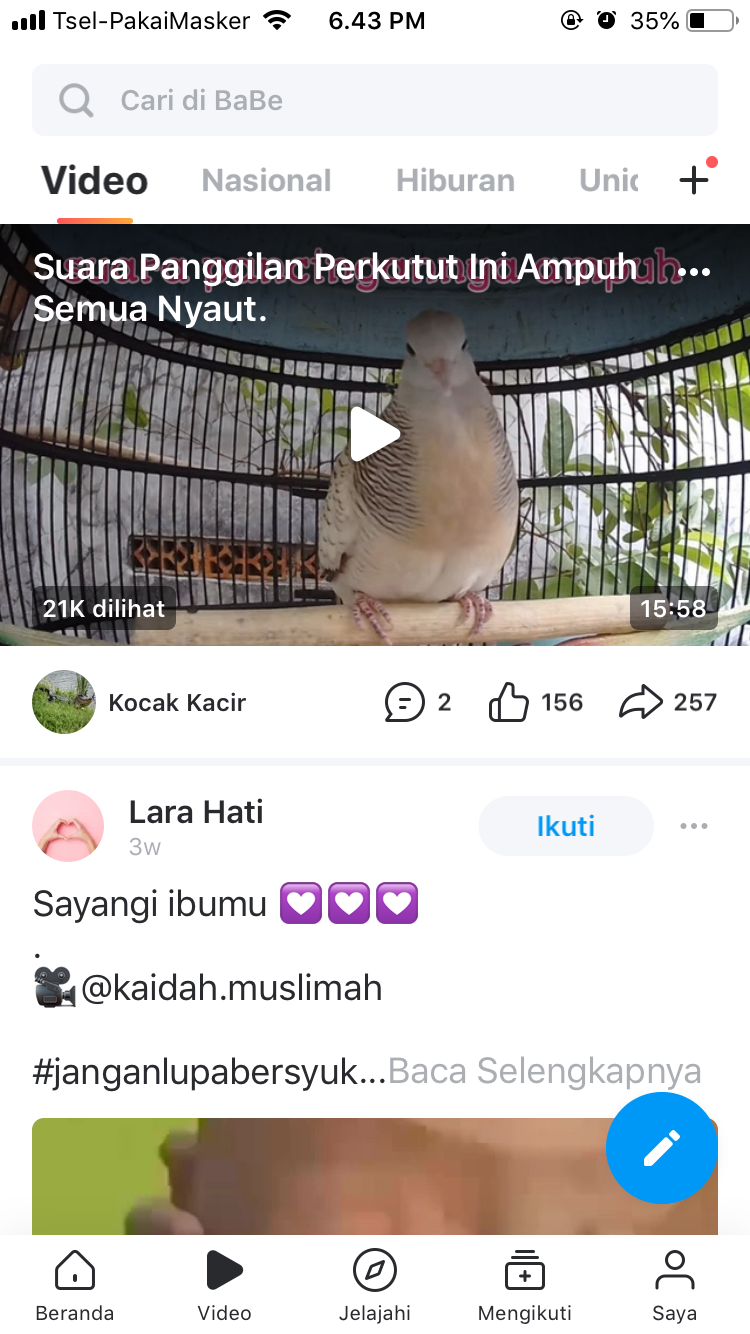 Tsel-PakaiMasker 6.43 PM 35%
Cari di BaBe
Video Nasional Hiburan
Suara Panggilan Perkutut Ini Ampuh
Semua Nyaut.
21K dilihat 15:58
Kocak Kacir 2 156 257
Lara Hati
3w
Ikuti
Sayangi ibumu 💟💟💟
.
🎥@kaidah.muslimah
#janganlupabersyuk...Baca Selengkapnya
Beranda Video Jelajahi Mengikuti Saya